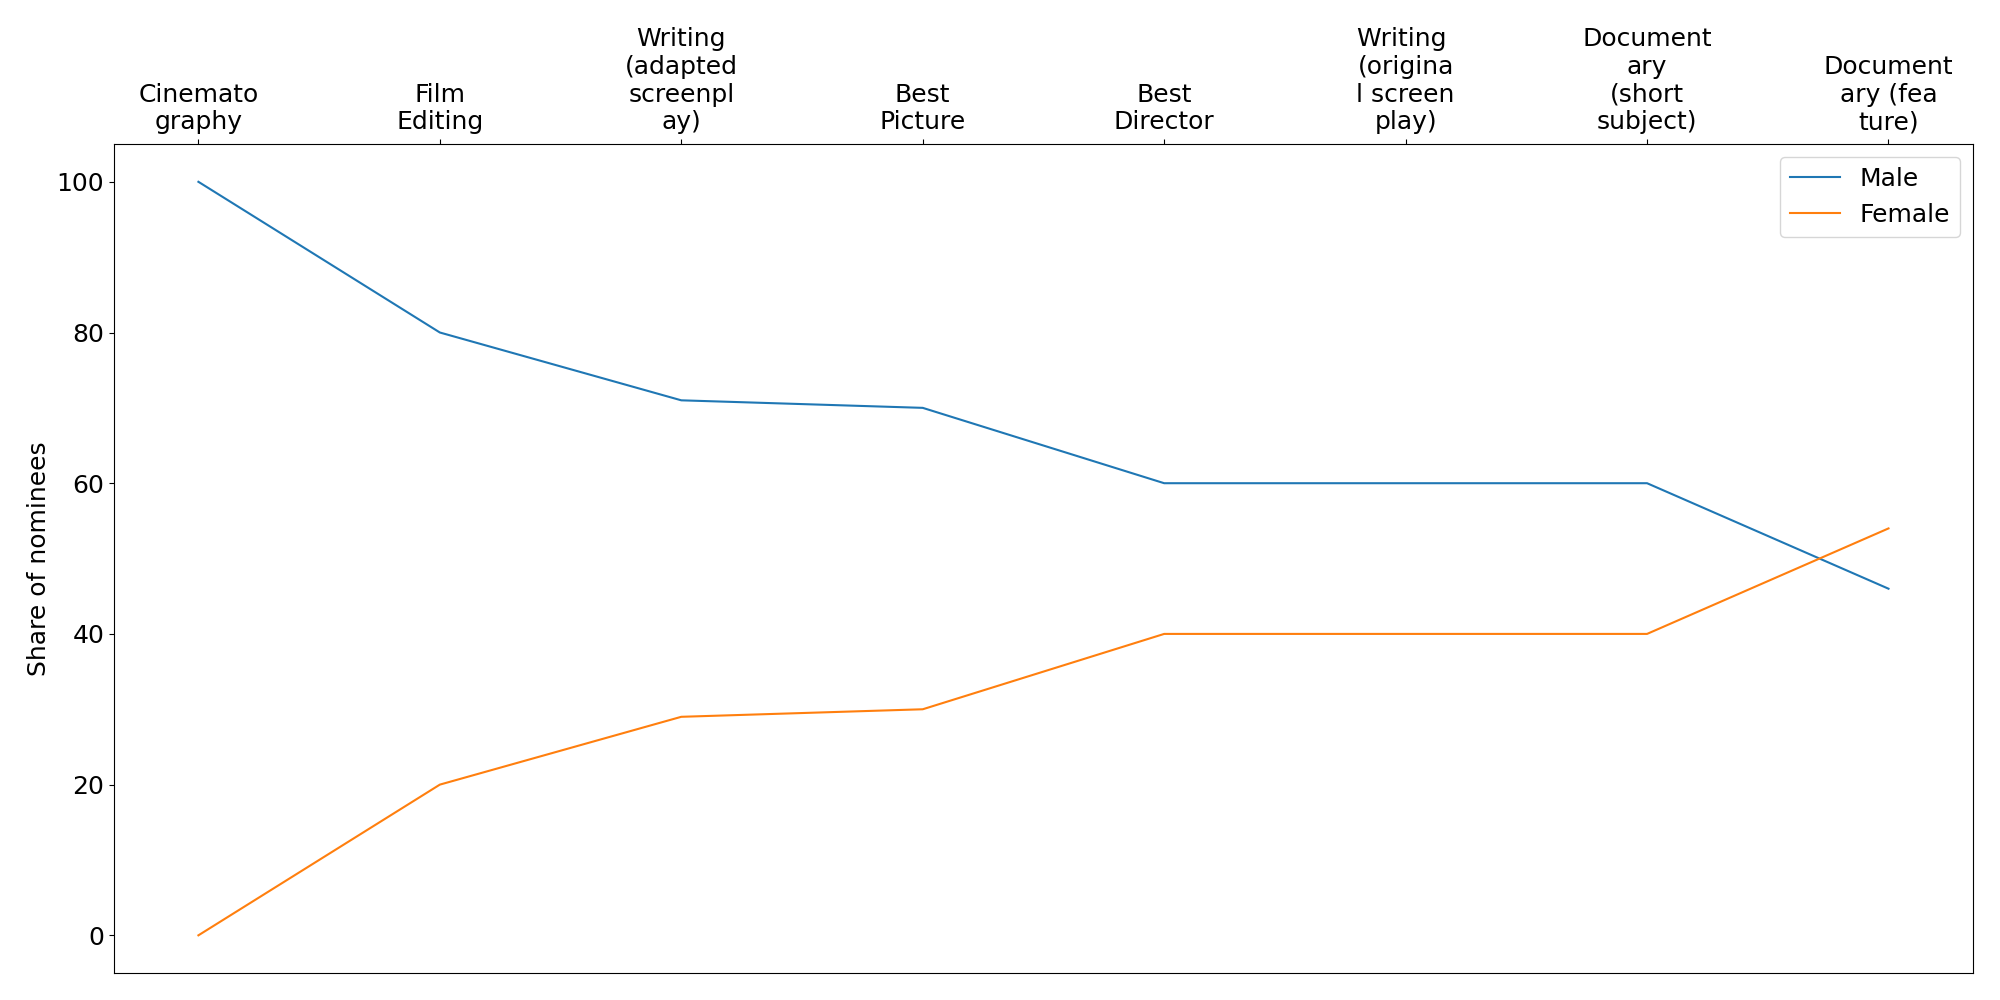 Cinemato
graphy
Film
Editing
Writing
(adapted
screenpl
ay)
Best
Picture
Best
Director
Writing
(origina
l screen
play)
Document
ary
(short
subject)
Document
ary (fea
ture)
Male
Female
100
80
60
40
20
0
Share of nominees